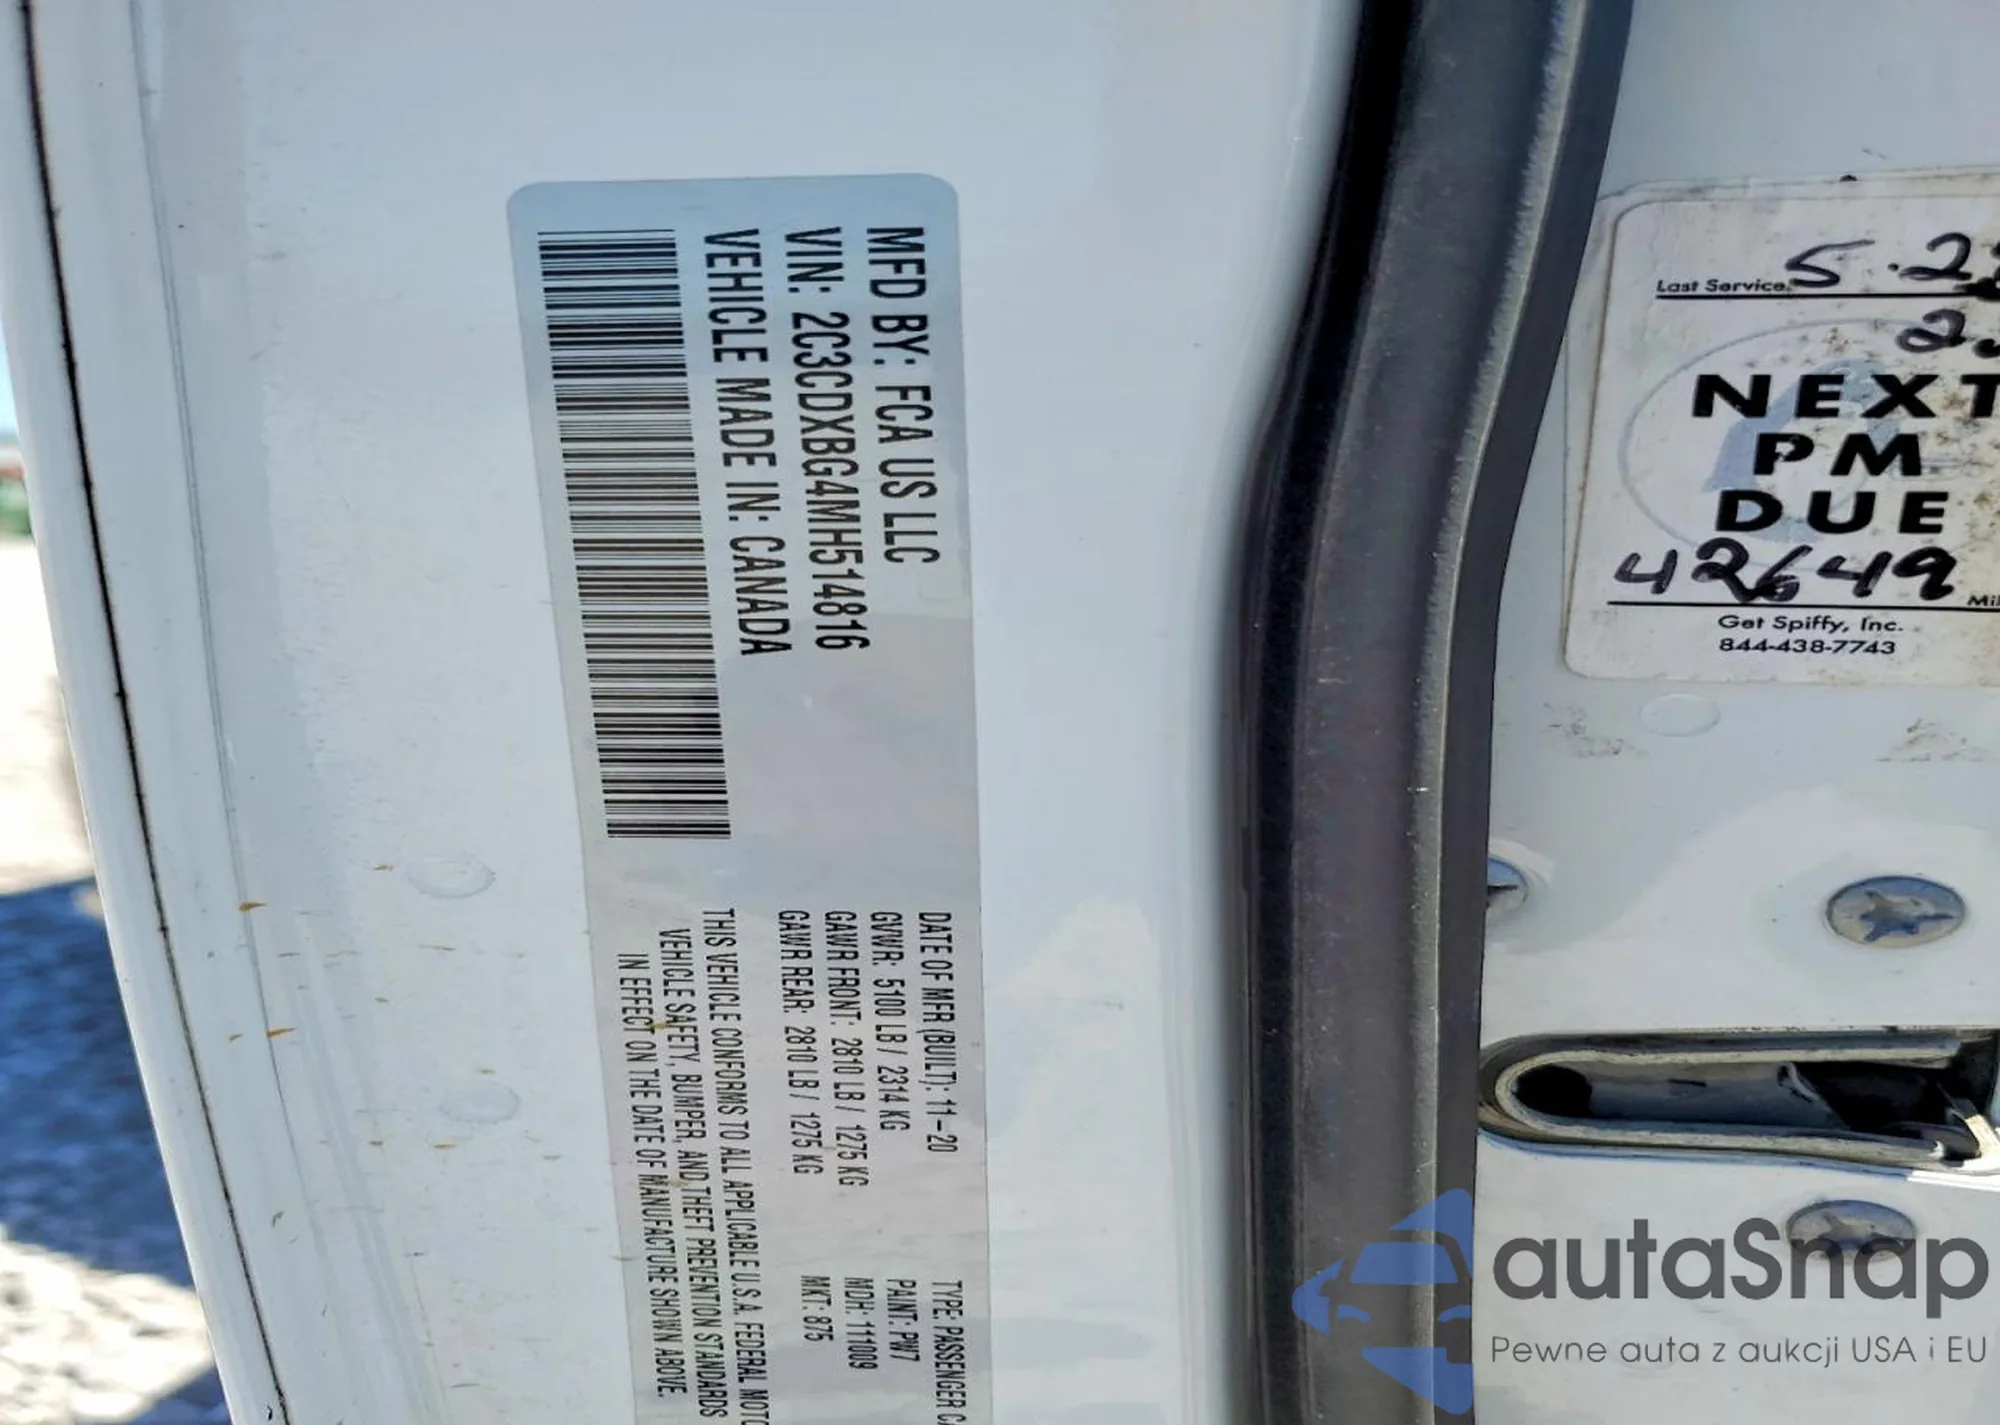 MFD BY: FCA US LLC
VIN: 2C3CDXBG4MH514816
VEHICLE MADE IN: CANADA
DATE OF MFR (BUILT): 11-20
GVWR: 5100 LB / 2314 KG
GAWR FRONT: 2810 LB / 1275 KG
GAWR REAR: 2810 LB / 1275 KG
TYPE: PASSENGER
PAINT: PW7
MDH: 111009
MKT: 875
THIS VEHICLE CONFORMS TO ALL APPLICABLE U.S.A. FEDERAL
VEHICLE SAFETY, BUMPER, AND THEFT PREVENTION STANDARDS
IN EFFECT ON THE DATE OF MANUFACTURE SHOWN ABOVE.
Last Service 5.2
NEXT
PM
DUE
42649
Get Spiffy, Inc.
844-438-7743
autaSnap
Pewne auta z aukcji USA i EU